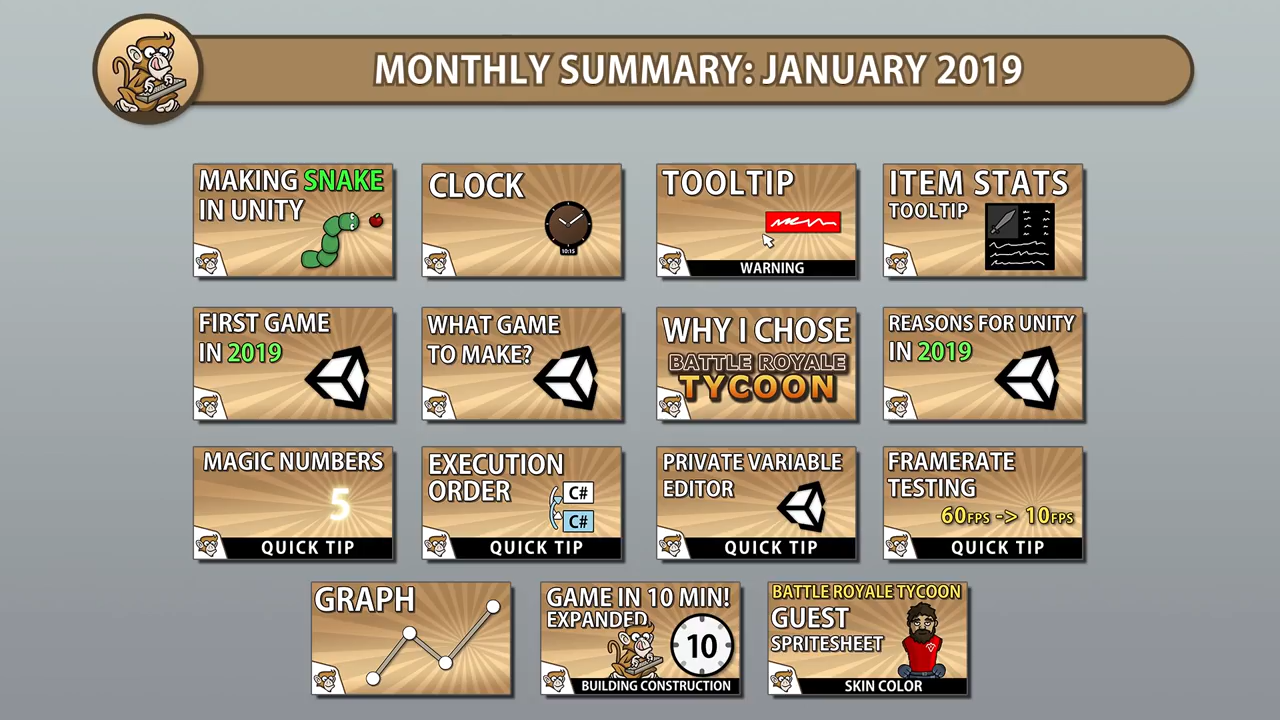 MONTHLY SUMMARY: JANUARY 2019
MAKING SNAKE
IN UNITY
CLOCK
10:15
TOOLTIP
WARNING
ITEM STATS
TOOLTIP
FIRST GAME
IN 2019
WHAT GAME
TO MAKE?
WHY I CHOSE
BATTLE ROYALE
TYCOON
REASONS FOR UNITY
IN 2019
MAGIC NUMBERS
5
QUICK TIP
EXECUTION
ORDER
C#
C#
QUICK TIP
PRIVATE VARIABLE
EDITOR
QUICK TIP
FRAMERATE
TESTING
60FPS -> 10FPS
QUICK TIP
GRAPH
GAME IN 10 MIN!
EXPANDED
10
BUILDING CONSTRUCTION
BATTLE ROYALE TYCOON
GUEST
SPRITESHEET
SKIN COLOR